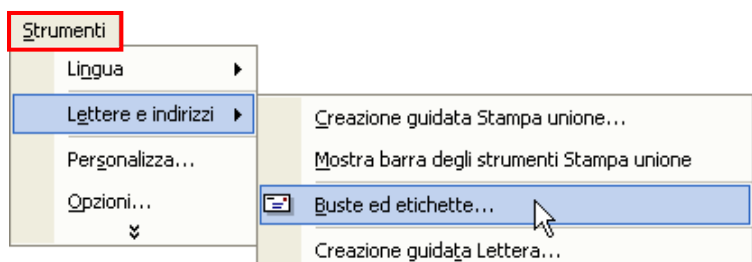 Strumenti
Lingua
Lettere e indirizzi
Personalizza...
Opzioni...
Creazione guidata Stampa unione...
Mostra barra degli strumenti Stampa unione
Buste ed etichette...
Creazione guidata Lettera...